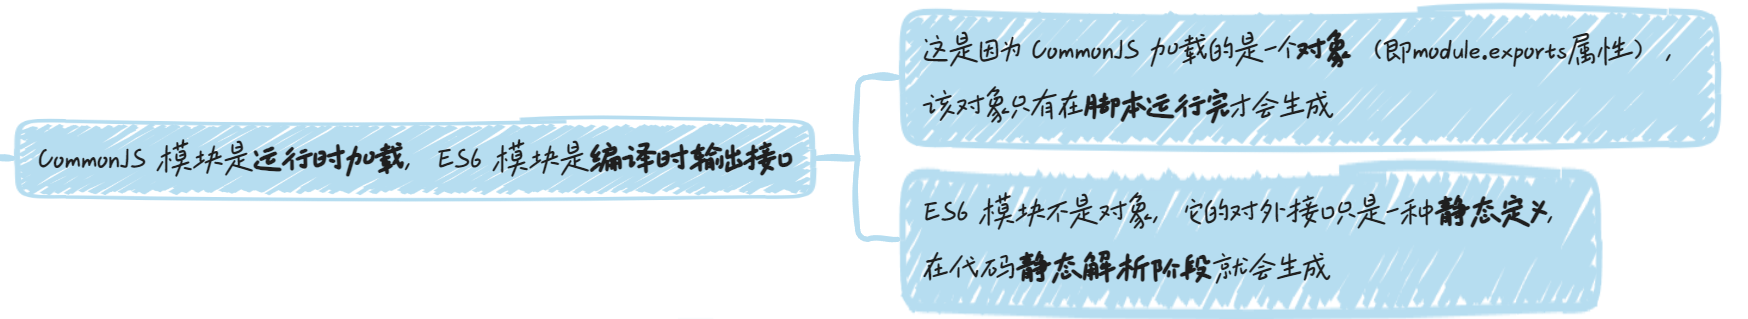 CommonJS 模块是运行时加载, ES6 模块是编译时输出接口
这是因为 CommonJS 加载的是一个对象 (即module.exports属性),
该对象只有在脚本运行完才会生成
ES6 模块不是对象, 它的对外接口只是一种静态定义,
在代码静态解析阶段就会生成